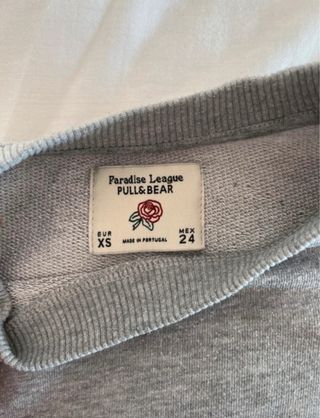 Paradise League
PULL&BEAR
EUR
XS
MADE IN PORTUGAL
MEX
24